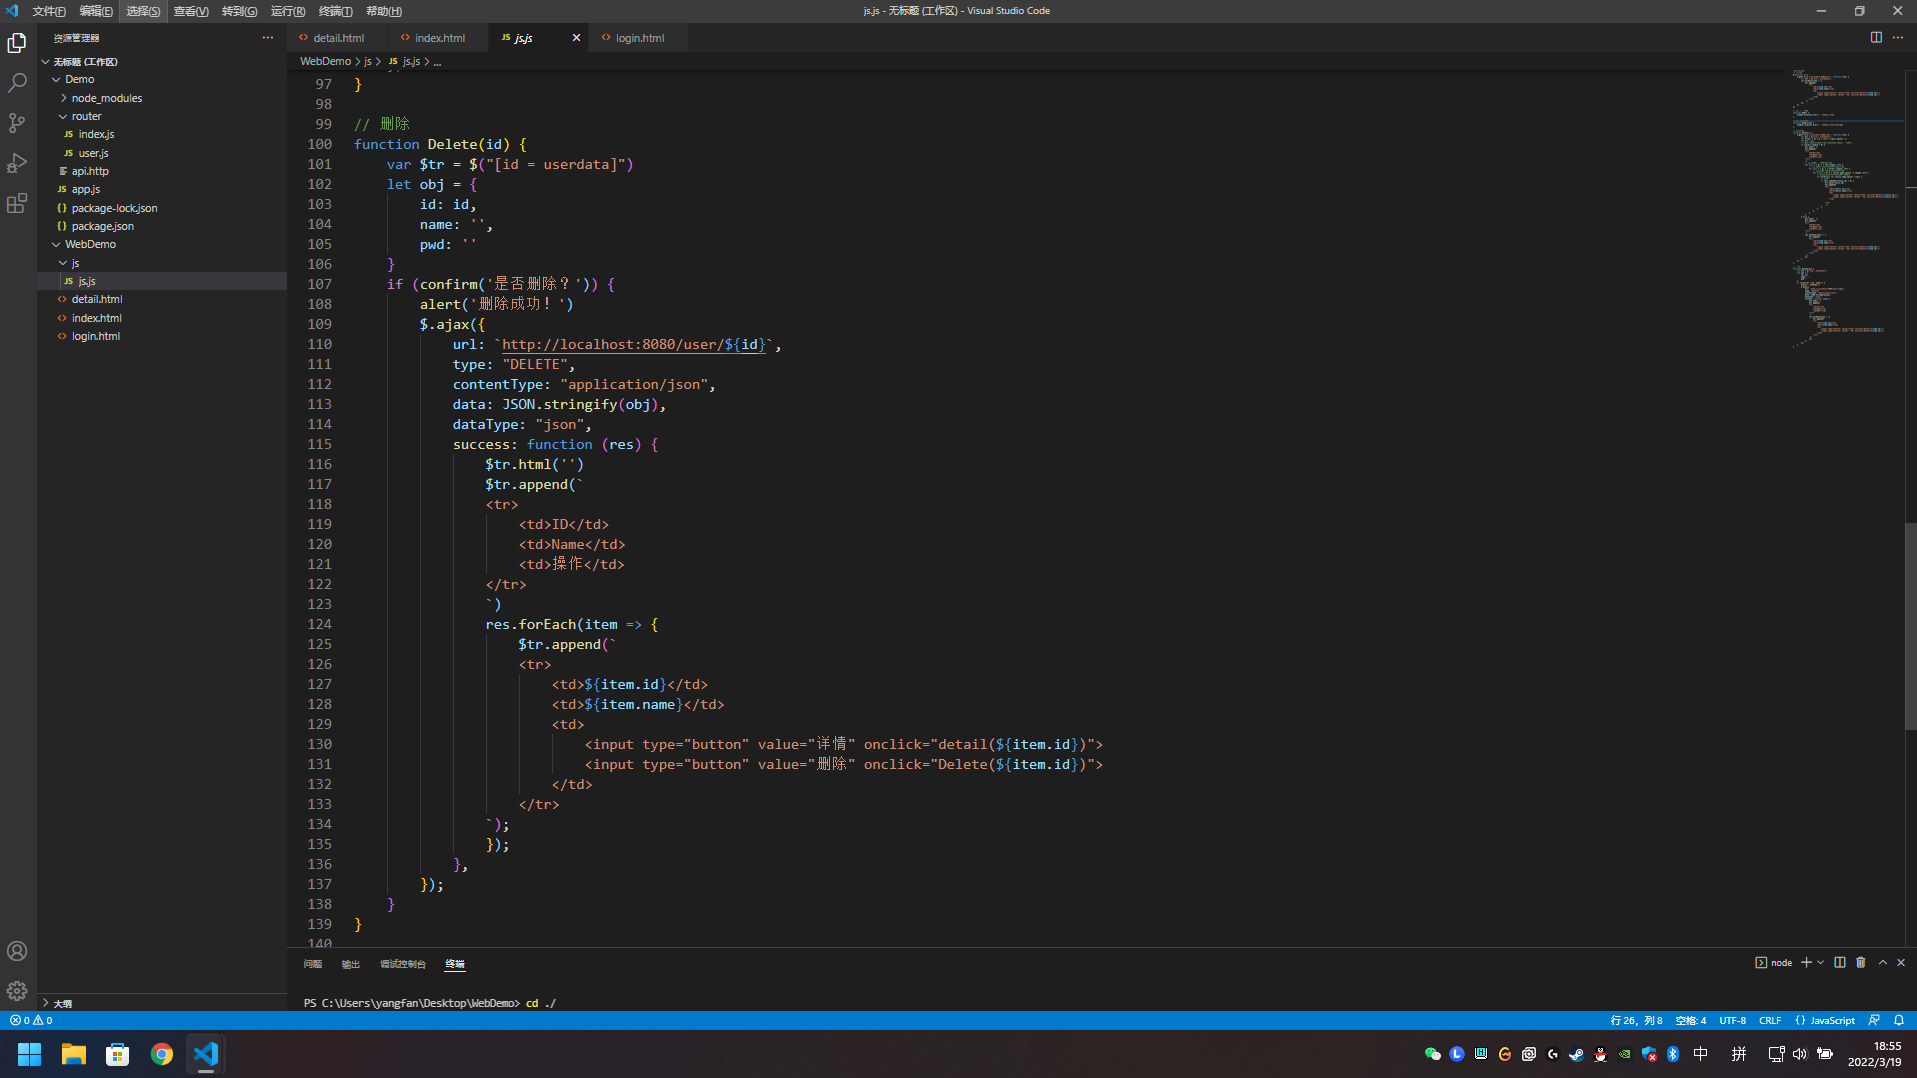 文件(F) 编辑(E) 选择(S) 查看(V) 转到(G) 运行(R) 终端(T) 帮助(H)
js.js - 无标题 (工作区) - Visual Studio Code
资源管理器
无标题 (工作区)
Demo
node_modules
router
JS index.js
JS user.js
api.http
JS app.js
{} package-lock.json
{} package.json
WebDemo
js
JS js.js
<> detail.html
<> index.html
<> login.html
大纲
<> detail.html <> index.html JS js.js <> login.html
WebDemo > js > JS js.js > ...
97 }
98
99 // 删除
100 function Delete(id) {
101 var $tr = $("[id = userdata]")
102 let obj = {
103 id: id,
104 name: '',
105 pwd: ''
106 }
107 if (confirm('是否删除？')) {
108 alert('删除成功！')
109 $.ajax({
110 url: `http://localhost:8080/user/${id}`,
111 type: "DELETE",
112 contentType: "application/json",
113 data: JSON.stringify(obj),
114 dataType: "json",
115 success: function (res) {
116 $tr.html('')
117 $tr.append(`
118 <tr>
119 <td>ID</td>
120 <td>Name</td>
121 <td>操作</td>
122 </tr>
123 `)
124 res.forEach(item => {
125 $tr.append(`
126 <tr>
127 <td>${item.id}</td>
128 <td>${item.name}</td>
129 <td>
130 <input type="button" value="详情" onclick="detail(${item.id})">
131 <input type="button" value="删除" onclick="Delete(${item.id})">
132 </td>
133 </tr>
134 `);
135 });
136 },
137 });
138 }
139 }
140
问题 输出 调试控制台 终端
node
PS C:\Users\yangfan\Desktop\WebDemo> cd ./
0 0
行 26，列 8 空格: 4 UTF-8 CRLF {} JavaScript
中 拼
18:55
2022/3/19